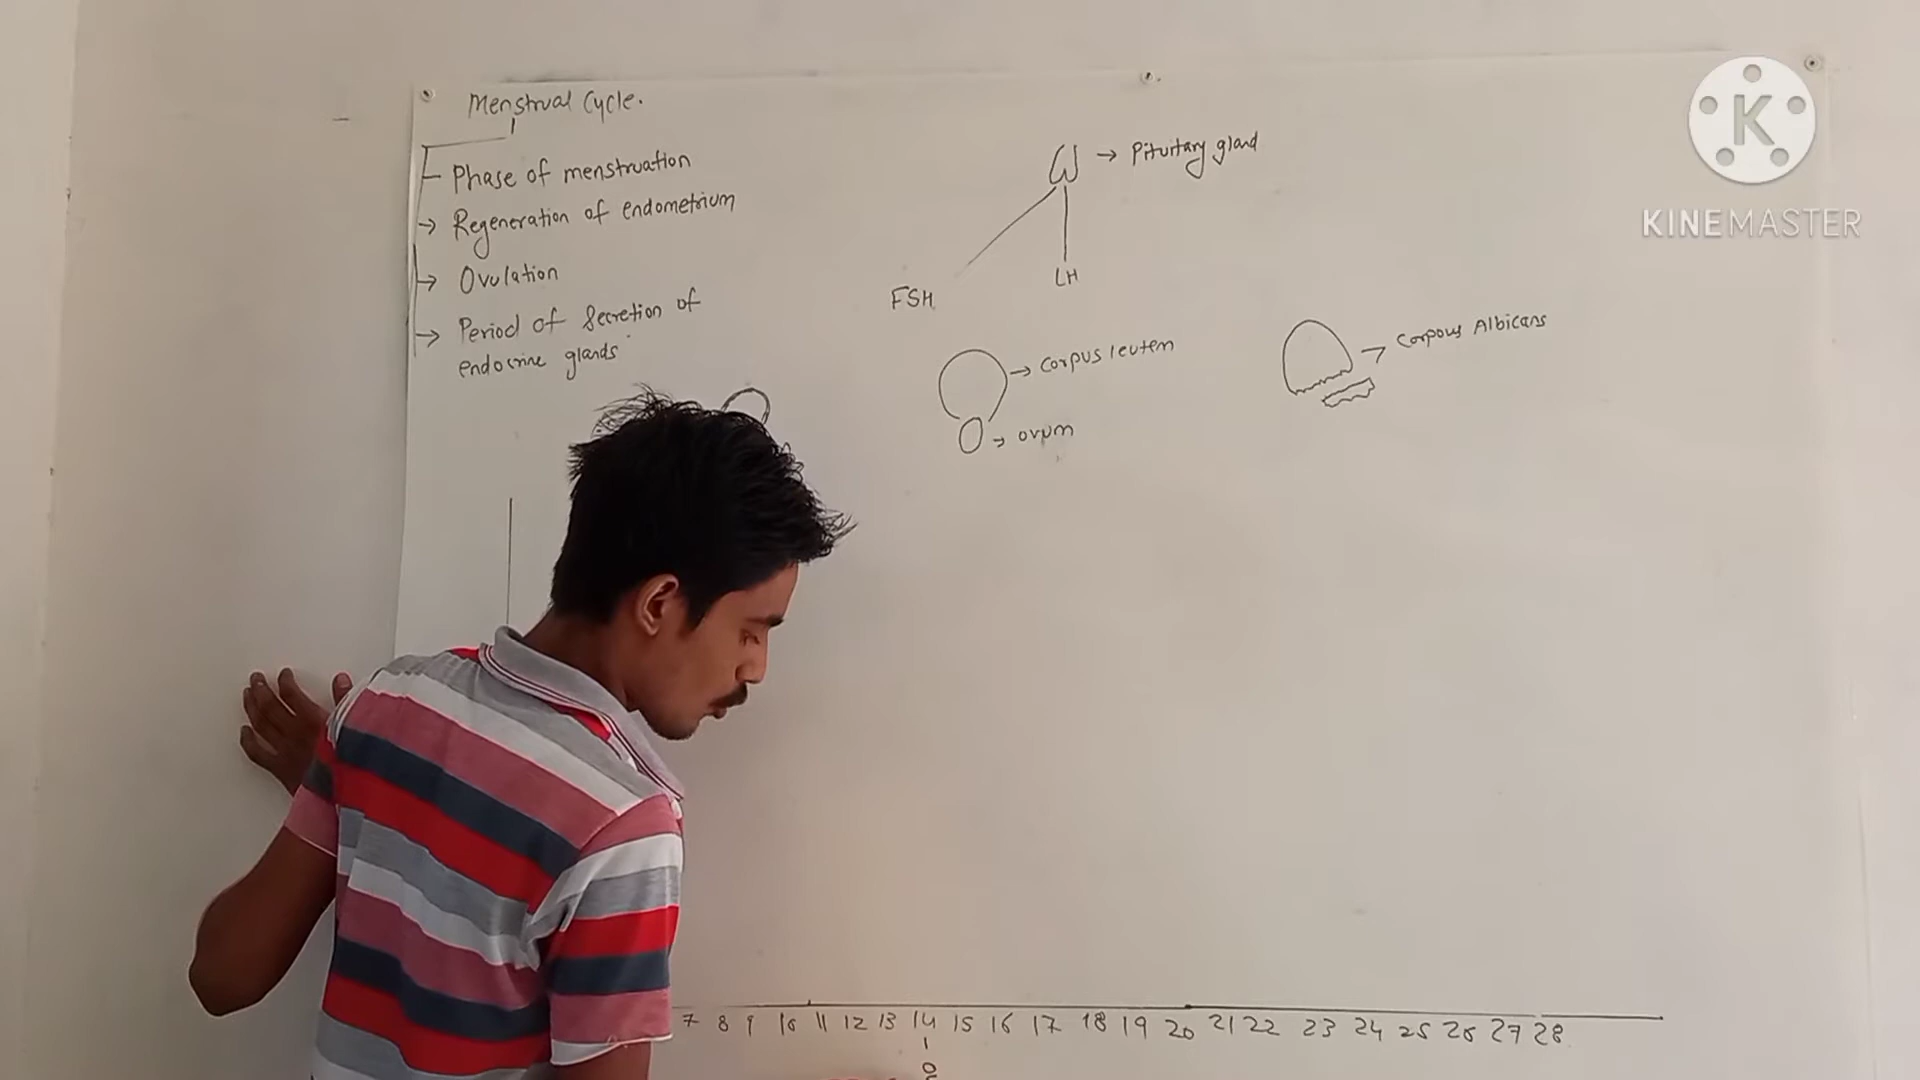 Menstrual Cycle.
Phase of menstruation
→ Regeneration of endometrium
→ Ovulation
→ Period of Secretion of
endocrine glands
→ Pituitary gland
FSH
LH
→ Corpus leutem
→ ovum
→ Corpous Albicans
K
KINEMASTER
7 8 9 10 11 12 13 14 15 16 17 18 19 20 21 22 23 24 25 26 27 28